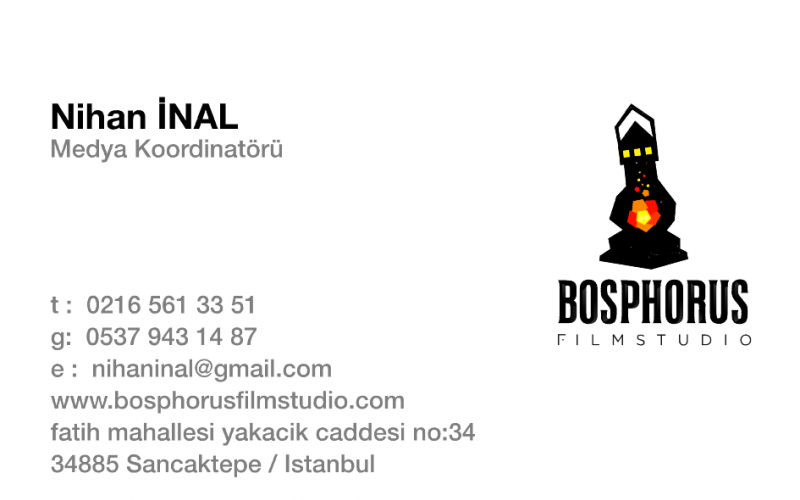 Nihan İNAL
Medya Koordinatörü
t : 0216 561 33 51
g: 0537 943 14 87
e : nihaninal@gmail.com
www.bosphorusfilmstudio.com
fatih mahallesi yakacik caddesi no:34
34885 Sancaktepe / Istanbul
BOSPHORUS
FILMSTUDIO